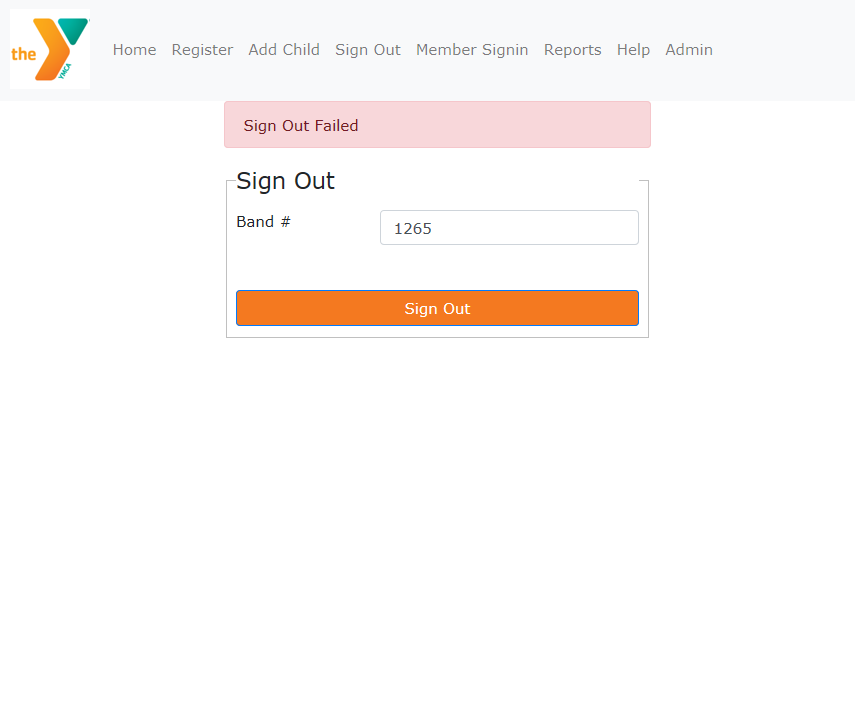 the
YMCA
Home Register Add Child Sign Out Member Signin Reports Help Admin
Sign Out Failed
Sign Out
Band # 1265
Sign Out